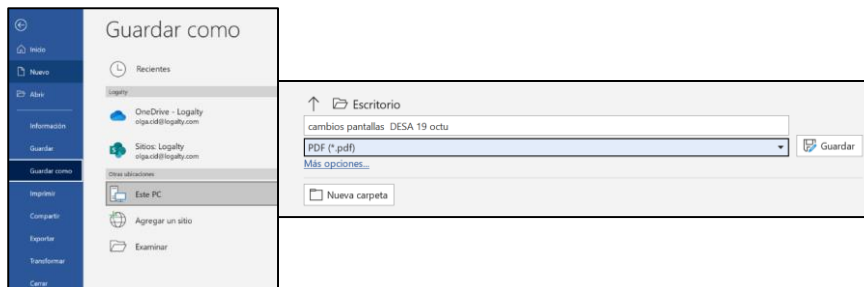 Guardar como
Inicio
Nuevo
Abrir
Información
Guardar
Guardar como
Imprimir
Compartir
Exportar
Transformar
Cerrar
Recientes
Logalty
OneDrive - Logalty
olga.cid@logalty.com
Sitios: Logalty
olga.cid@logalty.com
Otras ubicaciones
Este PC
Agregar un sitio
Examinar
Escritorio
cambios pantallas DESA 19 octu
PDF (*.pdf)
Guardar
Más opciones...
Nueva carpeta